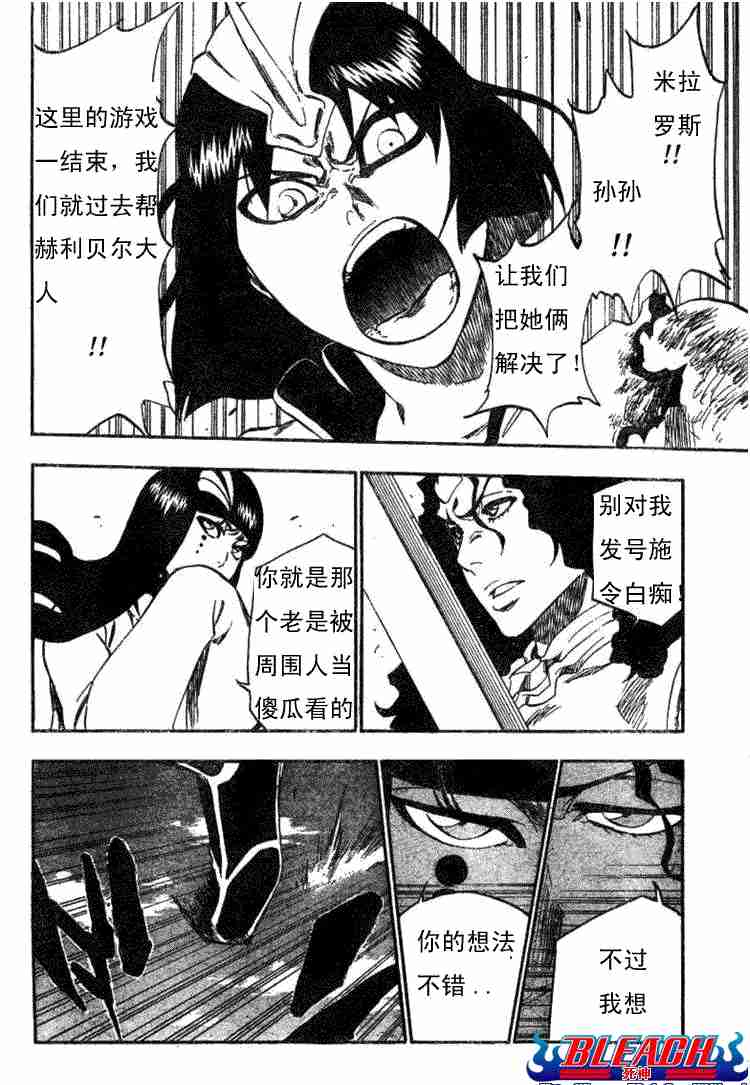 米拉
罗斯
!!
孙孙
!!
让我们
把她俩
解决了!
这里的游戏
一结束，我
们就过去帮
赫利贝尔大
人
!!
别对我
发号施
令白痴!
你就是那
个老是被
周围人当
傻瓜看的
不过
我想
你的想法
不错..
BLEACH
死神